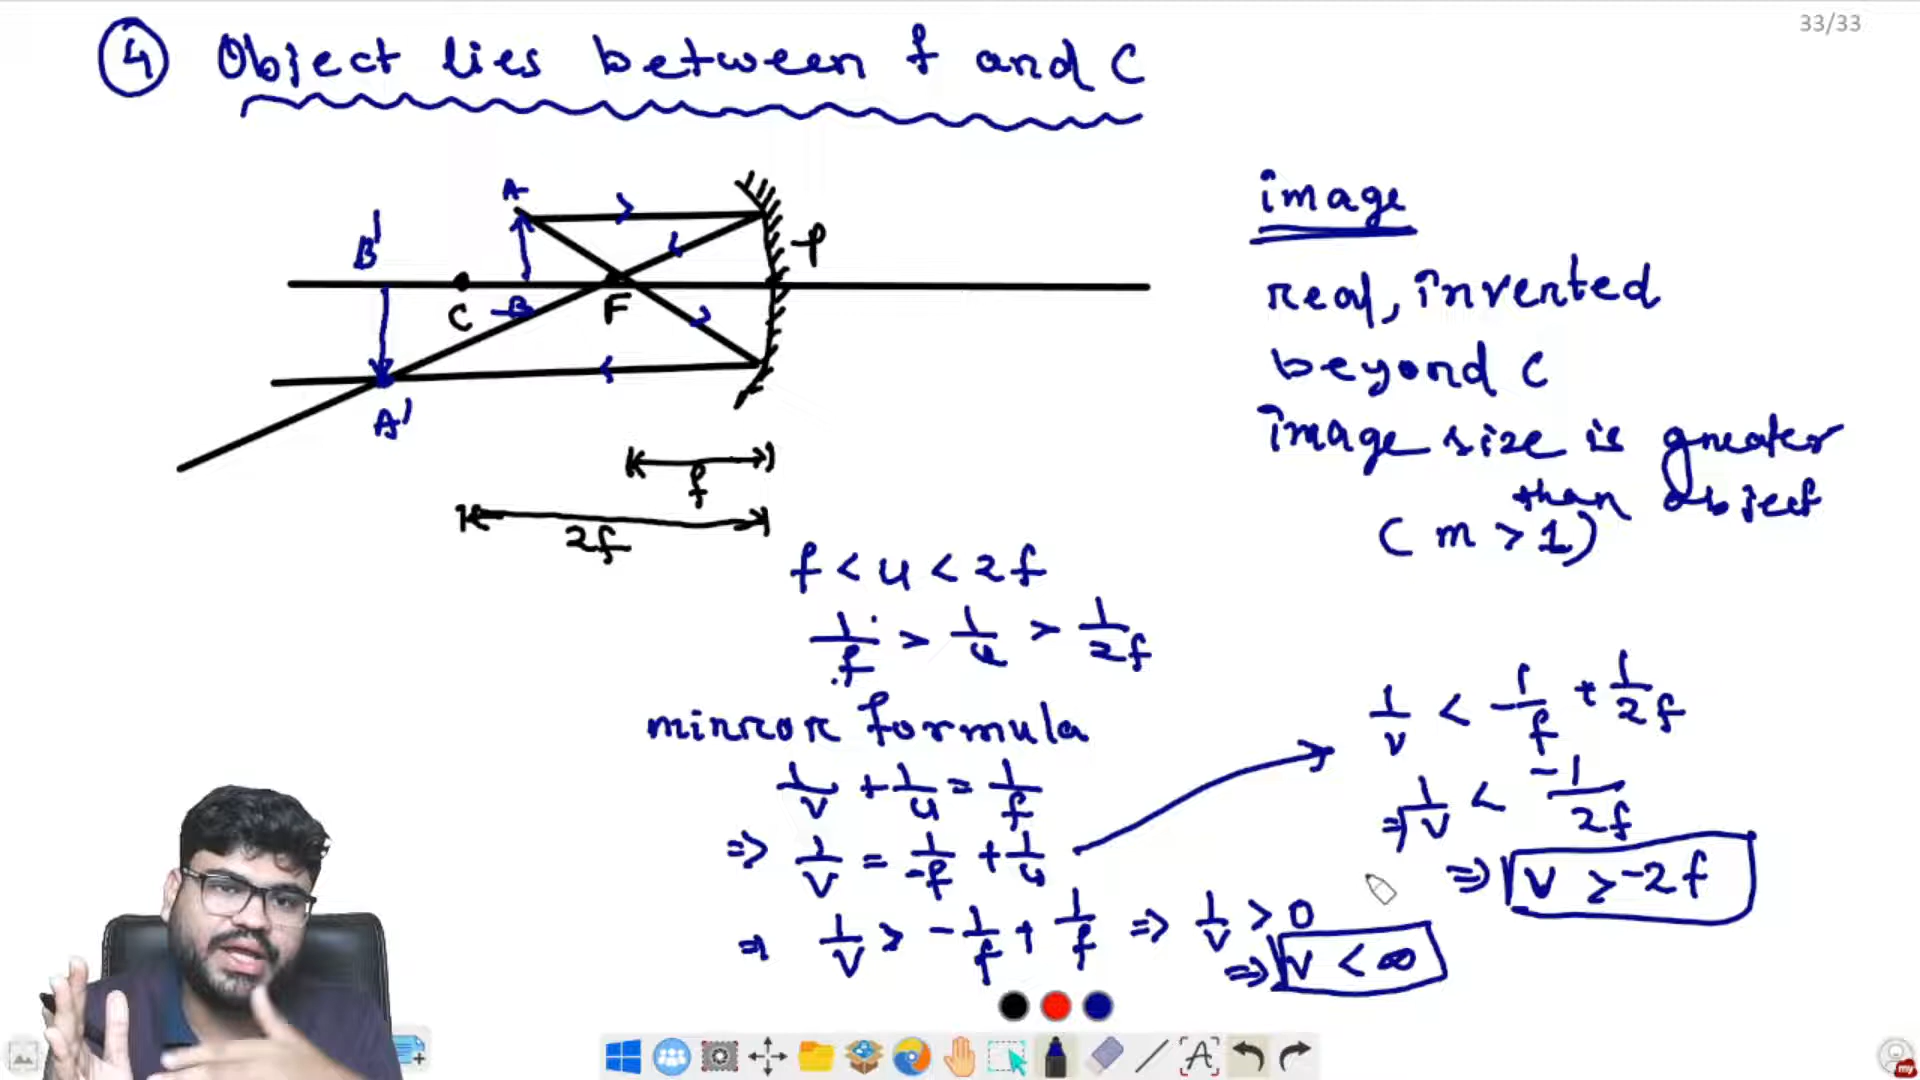 33/33
④ Object lies between f and C
A
B'
C B F
P
A'
f
2f
image
real, inverted
beyond C
image size is greater
than object
( m > 1 )
f < u < 2f
1/f > 1/u > 1/2f
mirror formula
1/v + 1/u = 1/f
⇒ 1/v = 1/-f + 1/u
⇒ 1/v > -1/f + 1/f ⇒ 1/v > 0
⇒ v < ∞
1/v < -1/f + 1/2f
⇒ 1/v < -1/2f
⇒ v > -2f
A
my